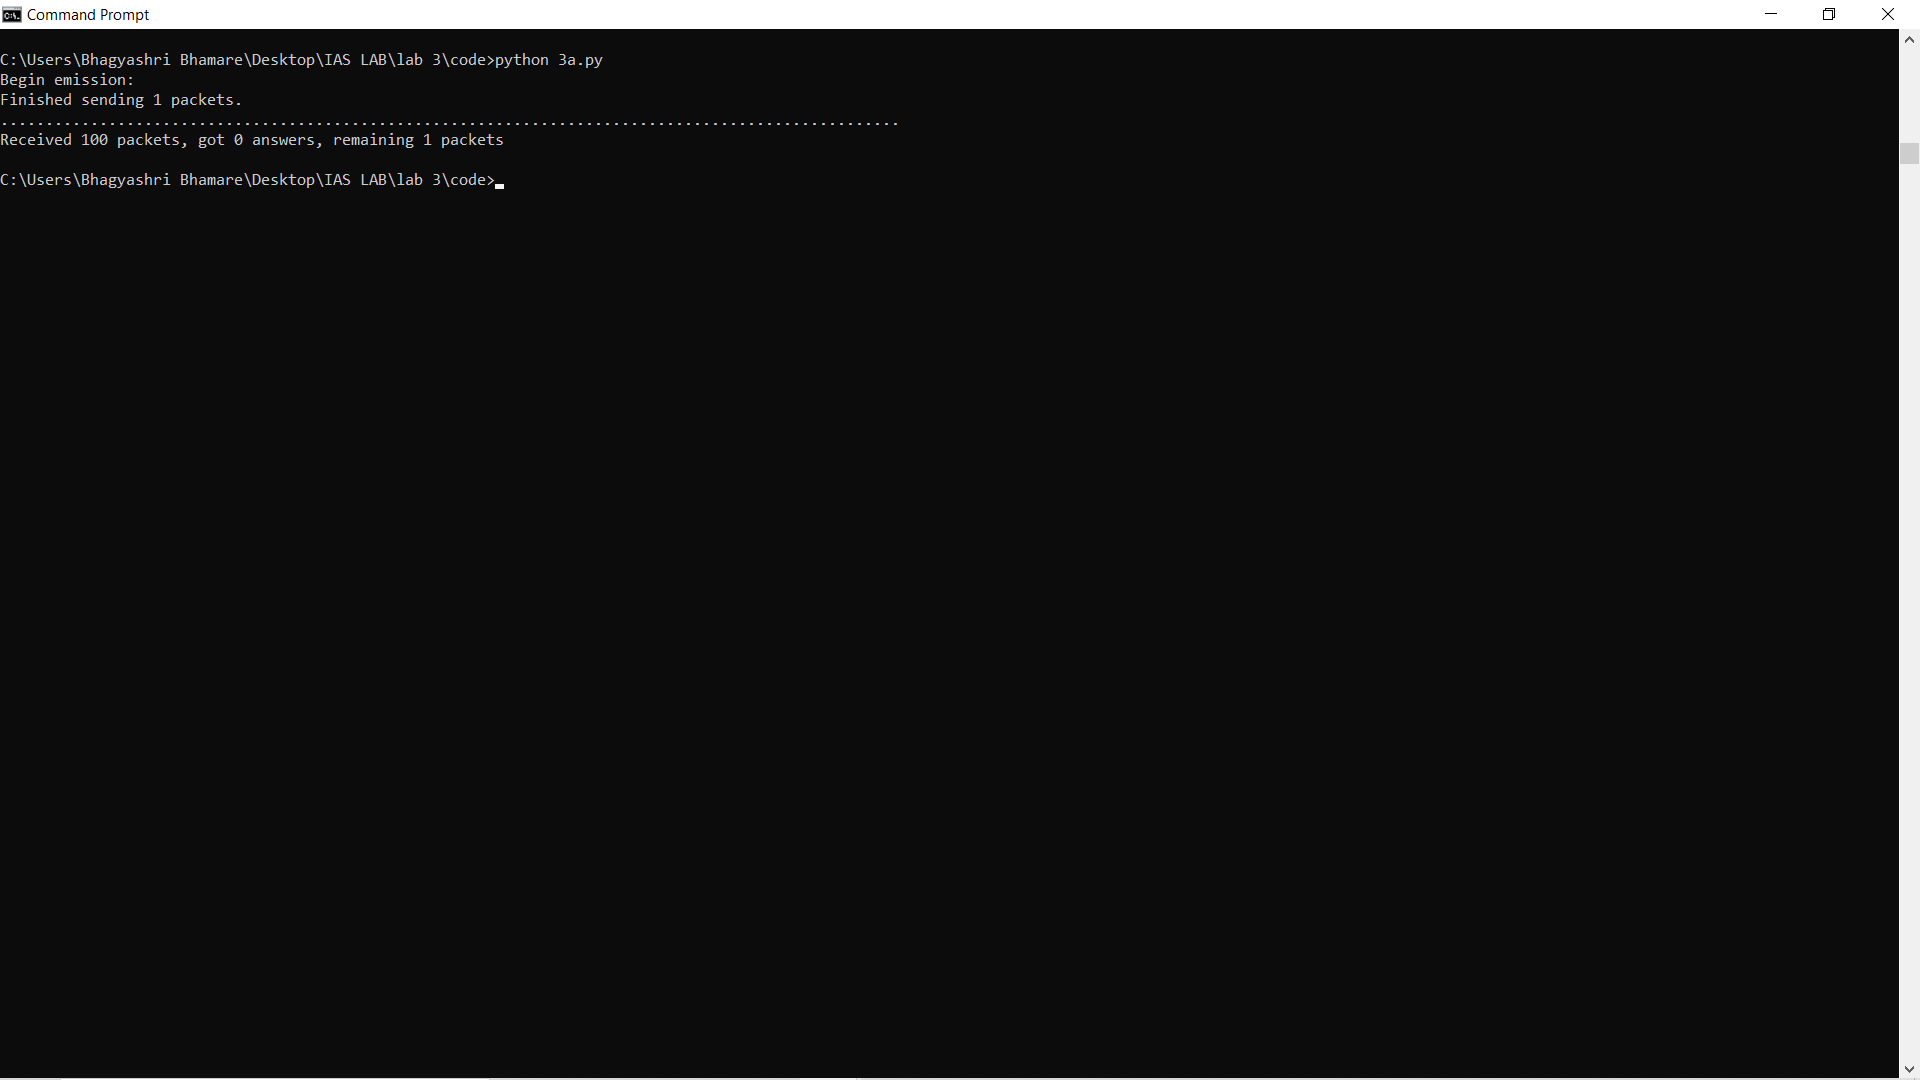 Command Prompt
C:\Users\Bhagyashri Bhamare\Desktop\IAS LAB\lab 3\code>python 3a.py
Begin emission:
Finished sending 1 packets.
....................................................................................................
Received 100 packets, got 0 answers, remaining 1 packets
C:\Users\Bhagyashri Bhamare\Desktop\IAS LAB\lab 3\code>